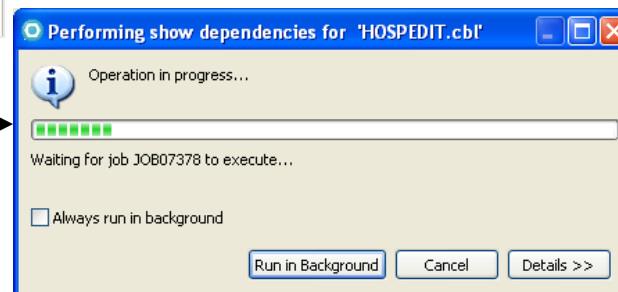 Performing show dependencies for 'HOSPEDIT.cbl'
Operation in progress...
Waiting for job JOB07378 to execute...
Always run in background
Run in Background Cancel Details >>